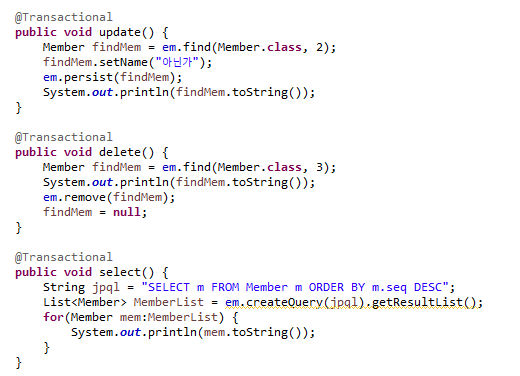 @Transactional
public void update() {
    Member findMem = em.find(Member.class, 2);
    findMem.setName("아닌가");
    em.persist(findMem);
    System.out.println(findMem.toString());
}
@Transactional
public void delete() {
    Member findMem = em.find(Member.class, 3);
    System.out.println(findMem.toString());
    em.remove(findMem);
    findMem = null;
}
@Transactional
public void select() {
    String jpql = "SELECT m FROM Member m ORDER BY m.seq DESC";
    List<Member> MemberList = em.createQuery(jpql).getResultList();
    for(Member mem:MemberList) {
        System.out.println(mem.toString());
    }
}